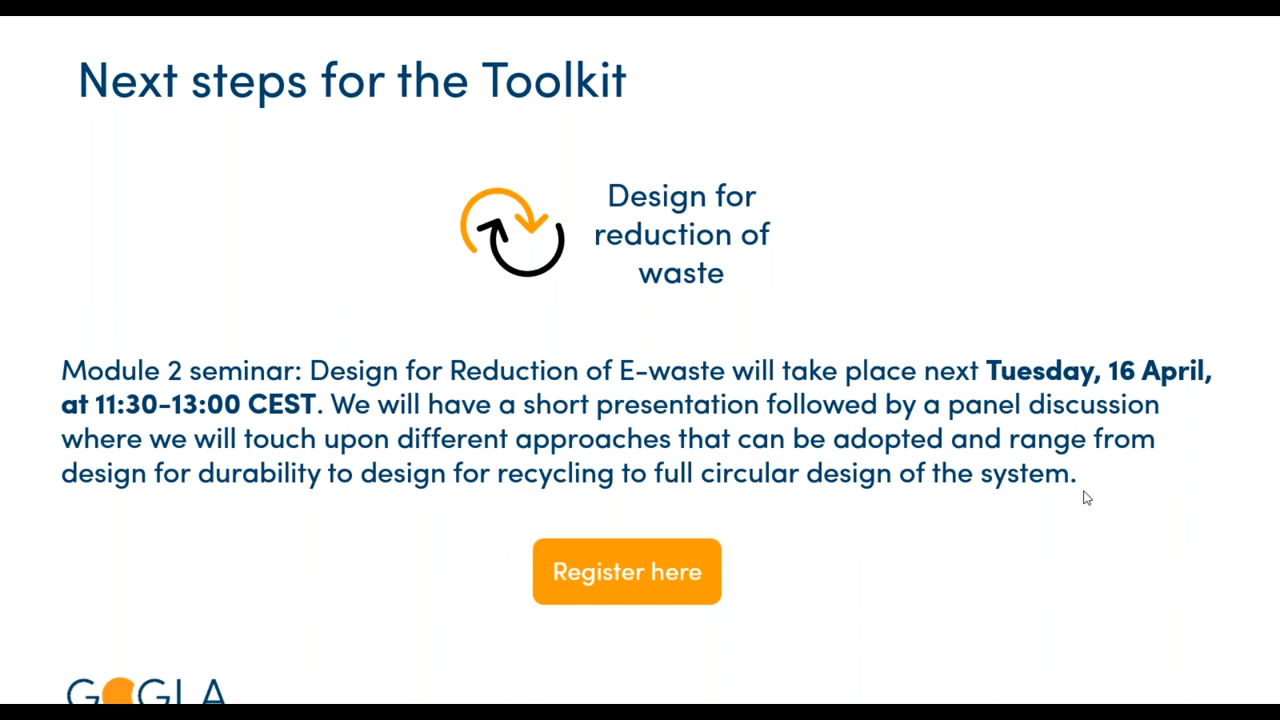 Next steps for the Toolkit
Design for
reduction of
waste
Module 2 seminar: Design for Reduction of E-waste will take place next Tuesday, 16 April,
at 11:30-13:00 CEST. We will have a short presentation followed by a panel discussion
where we will touch upon different approaches that can be adopted and range from
design for durability to design for recycling to full circular design of the system.
Register here
GOGLA